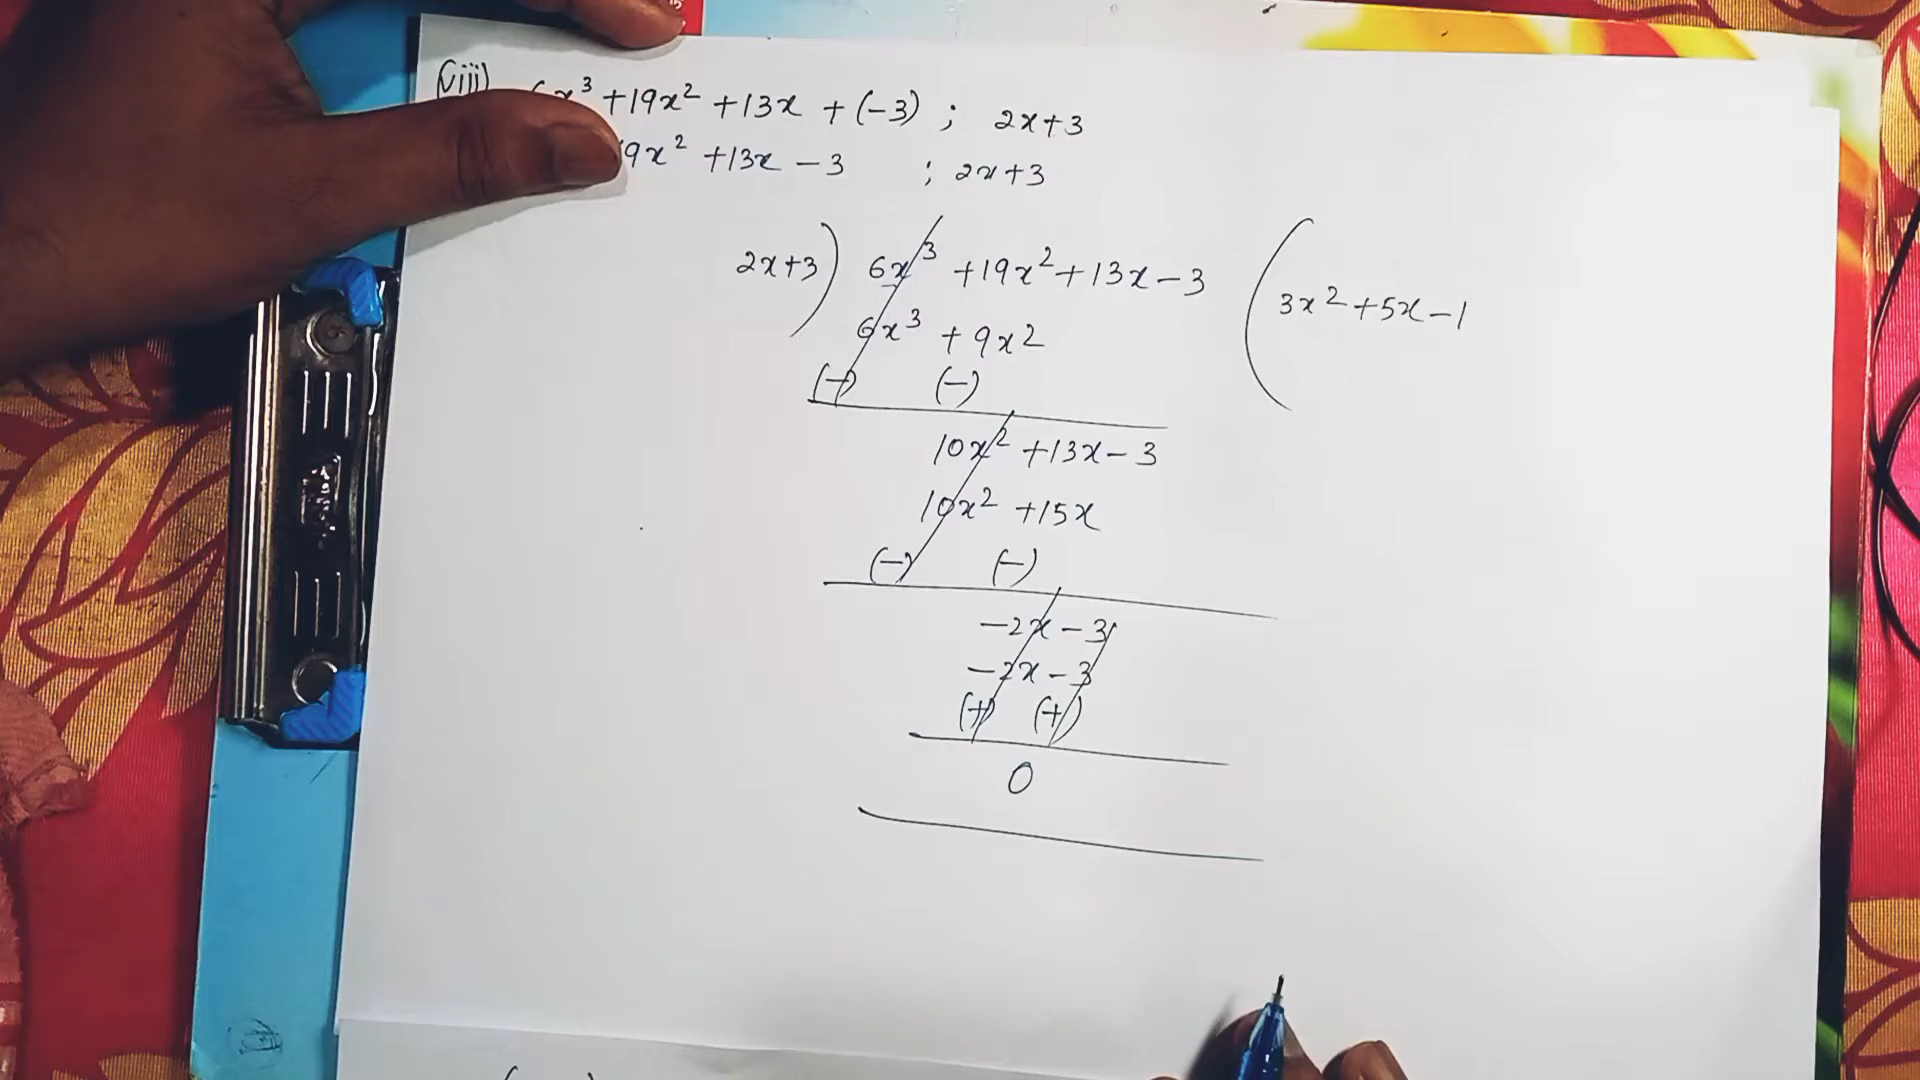 (viii) 6x³ +19x² +13x + (-3) ; 2x+3
9x² +13x - 3 ; 2x+3
2x+3) 6x³ +19x² +13x - 3 ( 3x² +5x -1
6x³ + 9x2
(-) (-)
10x² +13x - 3
10x² +15x
(-) (-)
-2x - 3
-2x - 3
(+) (+)
0